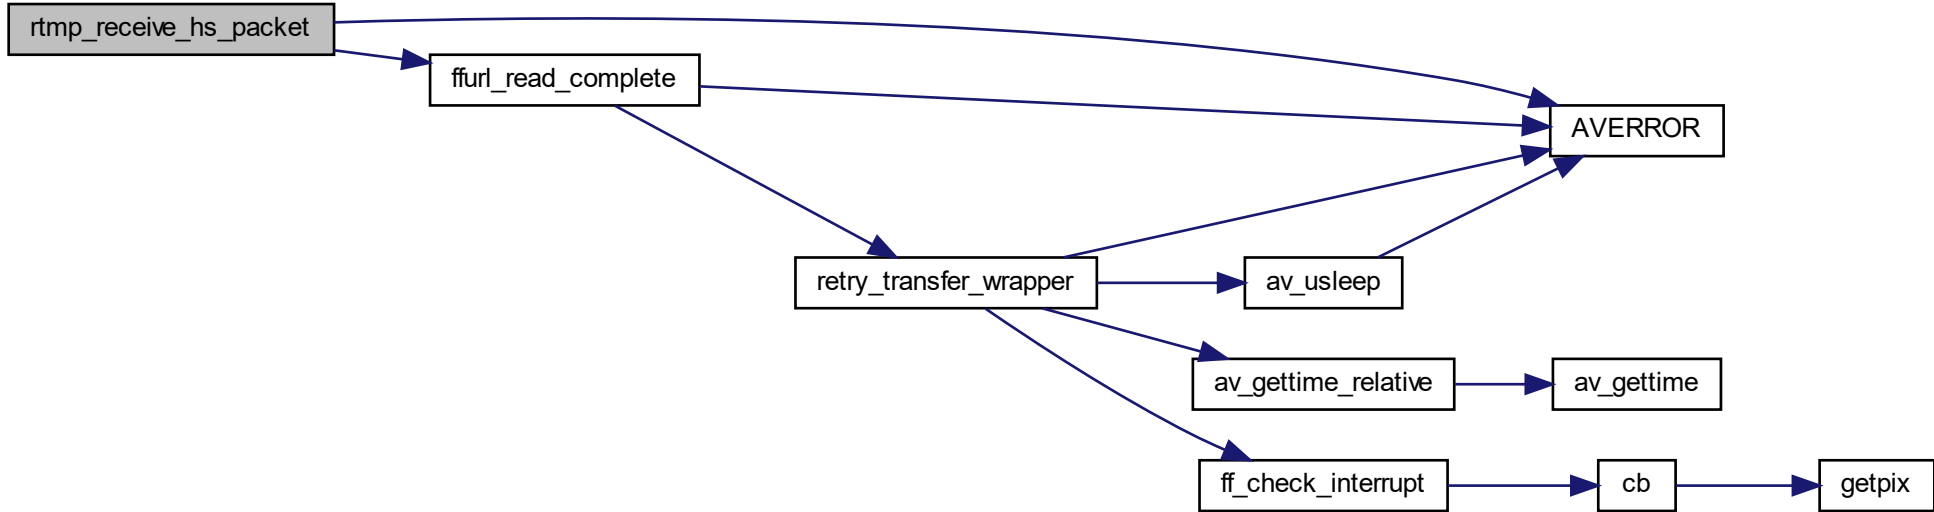 rtmp_receive_hs_packet
ffurl_read_complete
AVERROR
retry_transfer_wrapper
av_usleep
av_gettime_relative
av_gettime
ff_check_interrupt
cb
getpix